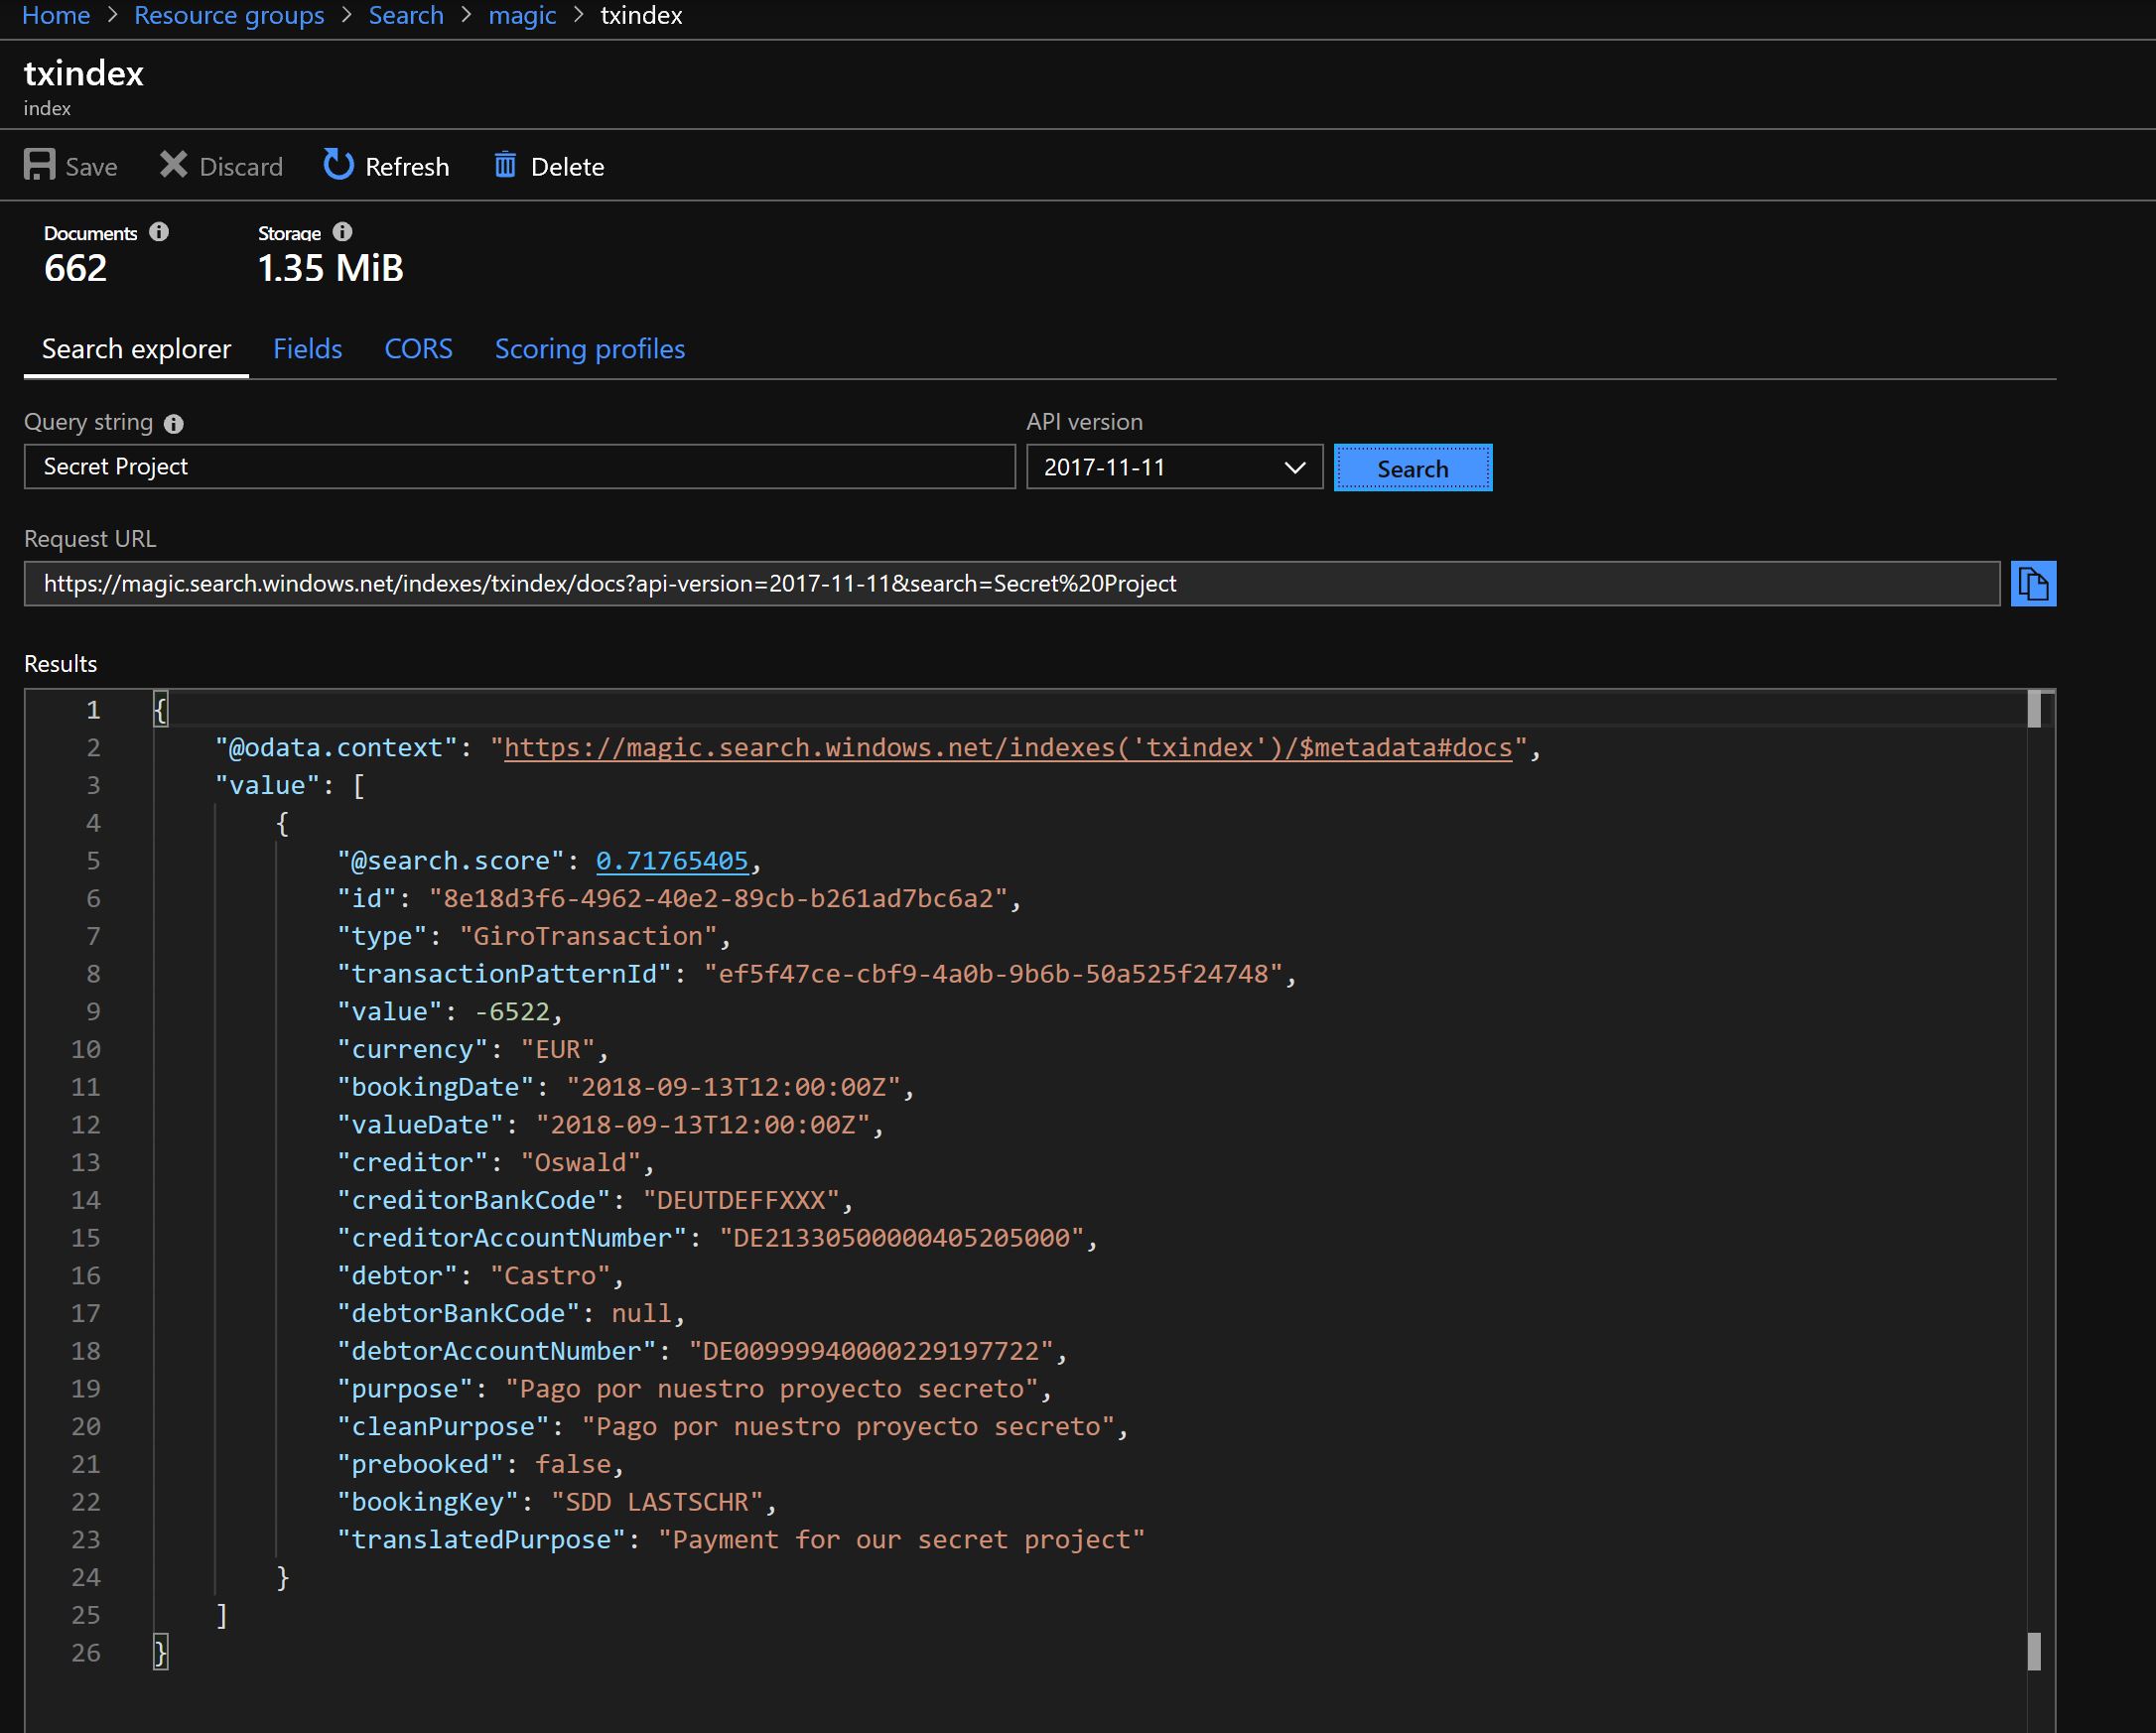 Home > Resource groups > Search > magic > txindex
txindex
index
Save Discard Refresh Delete
Documents Storage
662 1.35 MiB
Search explorer Fields CORS Scoring profiles
Query string API version
Secret Project 2017-11-11 Search
Request URL
https://magic.search.windows.net/indexes/txindex/docs?api-version=2017-11-11&search=Secret%20Project
Results
1 {
2 "@odata.context": "https://magic.search.windows.net/indexes('txindex')/$metadata#docs",
3 "value": [
4 {
5 "@search.score": 0.71765405,
6 "id": "8e18d3f6-4962-40e2-89cb-b261ad7bc6a2",
7 "type": "GiroTransaction",
8 "transactionPatternId": "ef5f47ce-cbf9-4a0b-9b6b-50a525f24748",
9 "value": -6522,
10 "currency": "EUR",
11 "bookingDate": "2018-09-13T12:00:00Z",
12 "valueDate": "2018-09-13T12:00:00Z",
13 "creditor": "Oswald",
14 "creditorBankCode": "DEUTDEFFXXX",
15 "creditorAccountNumber": "DE21330500000405205000",
16 "debtor": "Castro",
17 "debtorBankCode": null,
18 "debtorAccountNumber": "DE00999940000229197722",
19 "purpose": "Pago por nuestro proyecto secreto",
20 "cleanPurpose": "Pago por nuestro proyecto secreto",
21 "prebooked": false,
22 "bookingKey": "SDD LASTSCHR",
23 "translatedPurpose": "Payment for our secret project"
24 }
25 ]
26 }